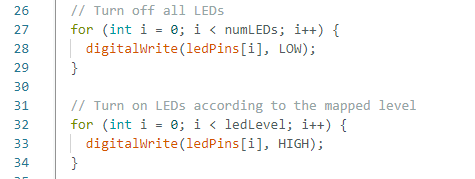 26 // Turn off all LEDs
27 for (int i = 0; i < numLEDs; i++) {
28 digitalWrite(ledPins[i], LOW);
29 }
30
31 // Turn on LEDs according to the mapped level
32 for (int i = 0; i < ledLevel; i++) {
33 digitalWrite(ledPins[i], HIGH);
34 }